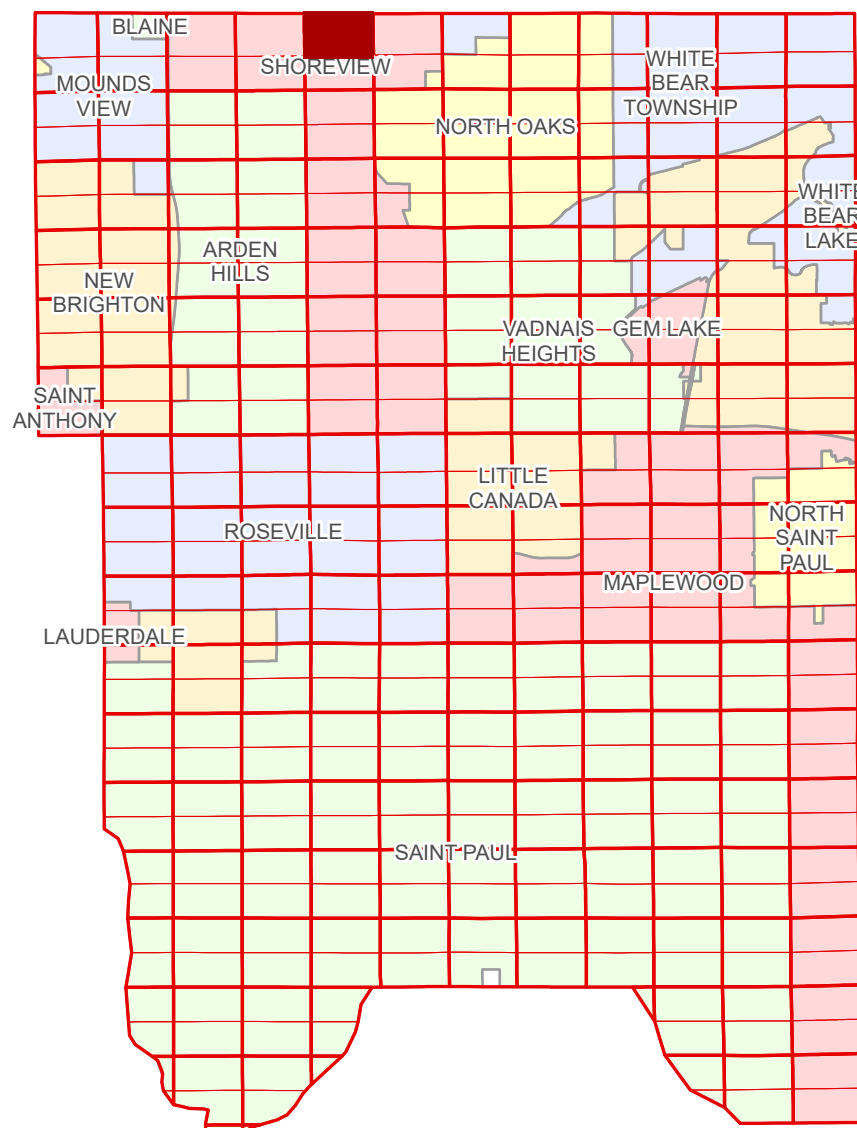 BLAINE
SHOREVIEW
MOUNDS
VIEW
WHITE
BEAR
TOWNSHIP
NORTH OAKS
WHITE
BEAR
LAKE
ARDEN
HILLS
NEW
BRIGHTON
VADNAIS
HEIGHTS
GEM LAKE
SAINT
ANTHONY
LITTLE
CANADA
ROSEVILLE
NORTH
SAINT
PAUL
MAPLEWOOD
LAUDERDALE
SAINT PAUL